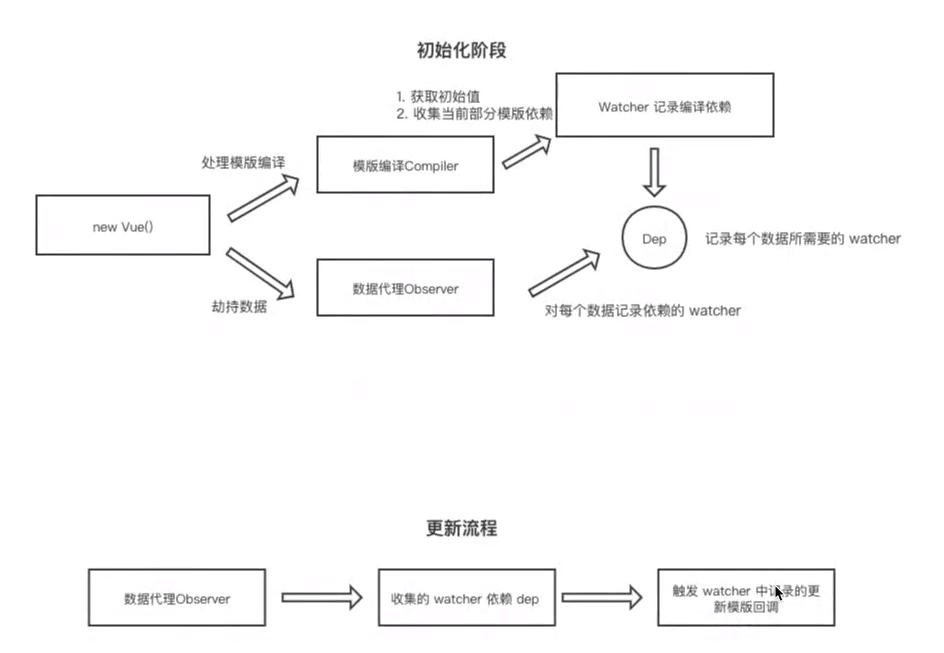 初始化阶段
1. 获取初始值
2. 收集当前部分模版依赖
Watcher 记录编译依赖
处理模版编译
模版编译Compiler
new Vue()
Dep
记录每个数据所需要的 watcher
数据代理Observer
劫持数据
对每个数据记录依赖的 watcher
更新流程
数据代理Observer
收集的 watcher 依赖 dep
触发 watcher 中记录的更
新模版回调